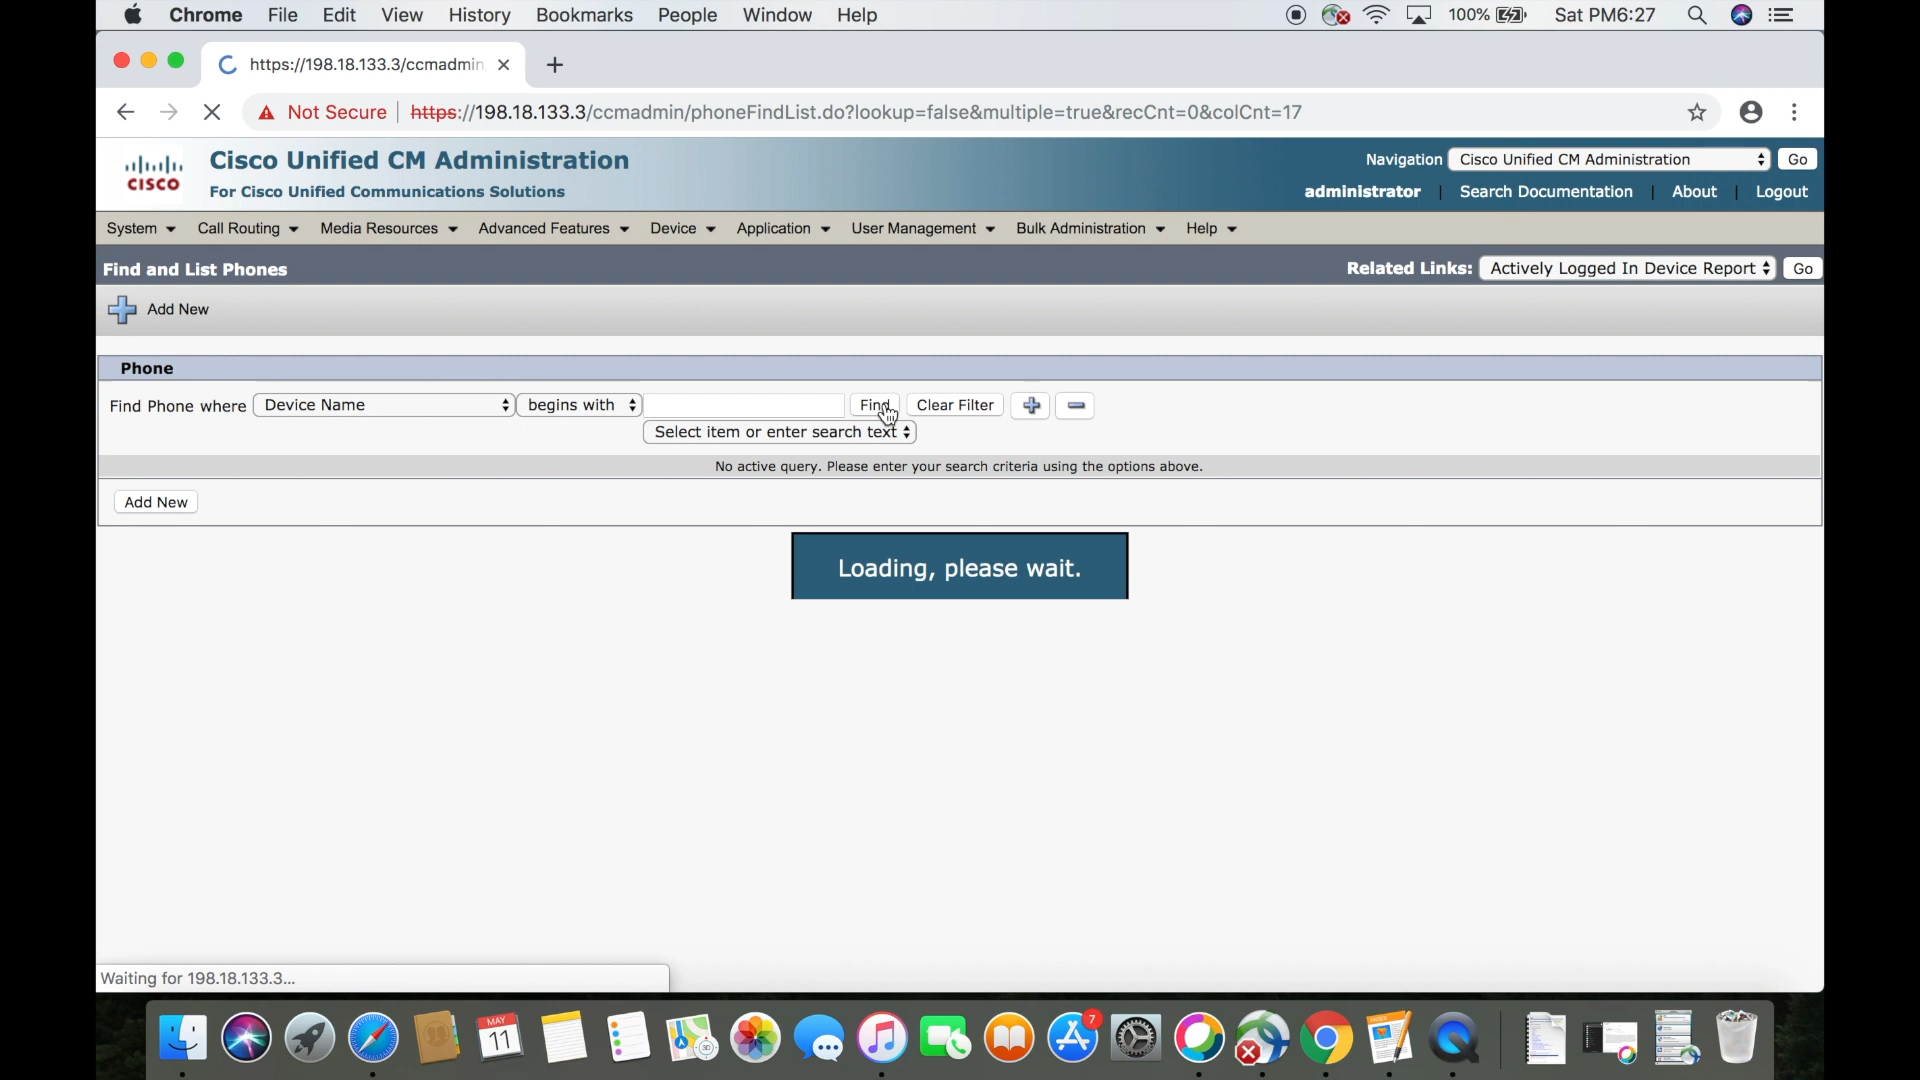 Chrome File Edit View History Bookmarks People Window Help 100% Sat PM6:27
https://198.18.133.3/ccmadmin
Not Secure https://198.18.133.3/ccmadmin/phoneFindList.do?lookup=false&multiple=true&recCnt=0&colCnt=17
CISCO
Cisco Unified CM Administration
For Cisco Unified Communications Solutions
Navigation Cisco Unified CM Administration Go
administrator | Search Documentation | About | Logout
System Call Routing Media Resources Advanced Features Device Application User Management Bulk Administration Help
Find and List Phones Related Links: Actively Logged In Device Report Go
Add New
Phone
Find Phone where Device Name begins with Find Clear Filter
Select item or enter search text
No active query. Please enter your search criteria using the options above.
Add New
Loading, please wait.
Waiting for 198.18.133.3...
MAY
11
3D
7